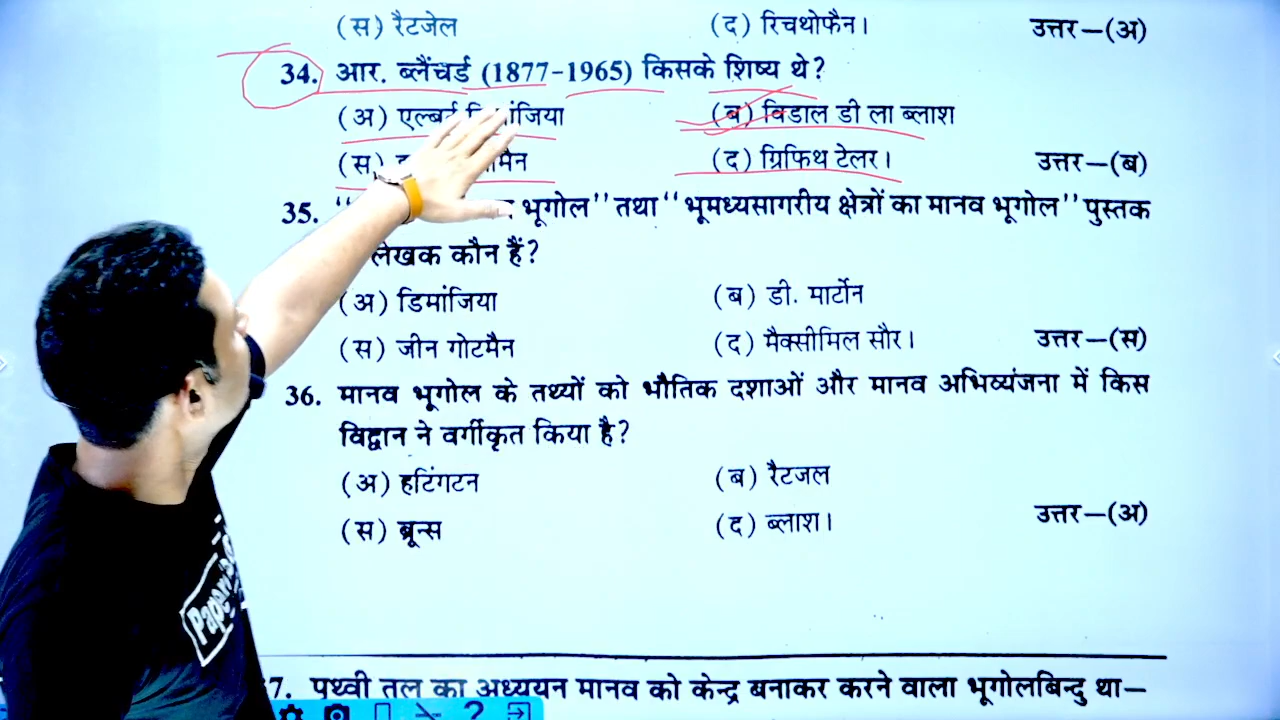 (स) रैटजेल (द) रिचथोफैन। उत्तर—(अ)
34. आर. ब्लैंचर्ड (1877-1965) किसके शिष्य थे?
(अ) एल्बर्ट (ब) विडाल डी ला ब्लाश
(स) (द) ग्रिफिथ टेलर। उत्तर—(ब)
35. “ भूगोल” तथा “भूमध्यसागरीय क्षेत्रों का मानव भूगोल” पुस्तक
लेखक कौन हैं?
(अ) डिमांजिया (ब) डी. मार्टोन
(स) जीन गोटमैन (द) मैक्सीमिल सौर। उत्तर—(स)
36. मानव भूगोल के तथ्यों को भौतिक दशाओं और मानव अभिव्यंजना में किस
विद्वान ने वर्गीकृत किया है?
(अ) हटिंगटन (ब) रैटजल
(स) ब्रून्स (द) ब्लाश। उत्तर—(अ)
7. पृथ्वी तल का अध्ययन मानव को केन्द्र बनाकर करने वाला भूगोलबिन्दु था—